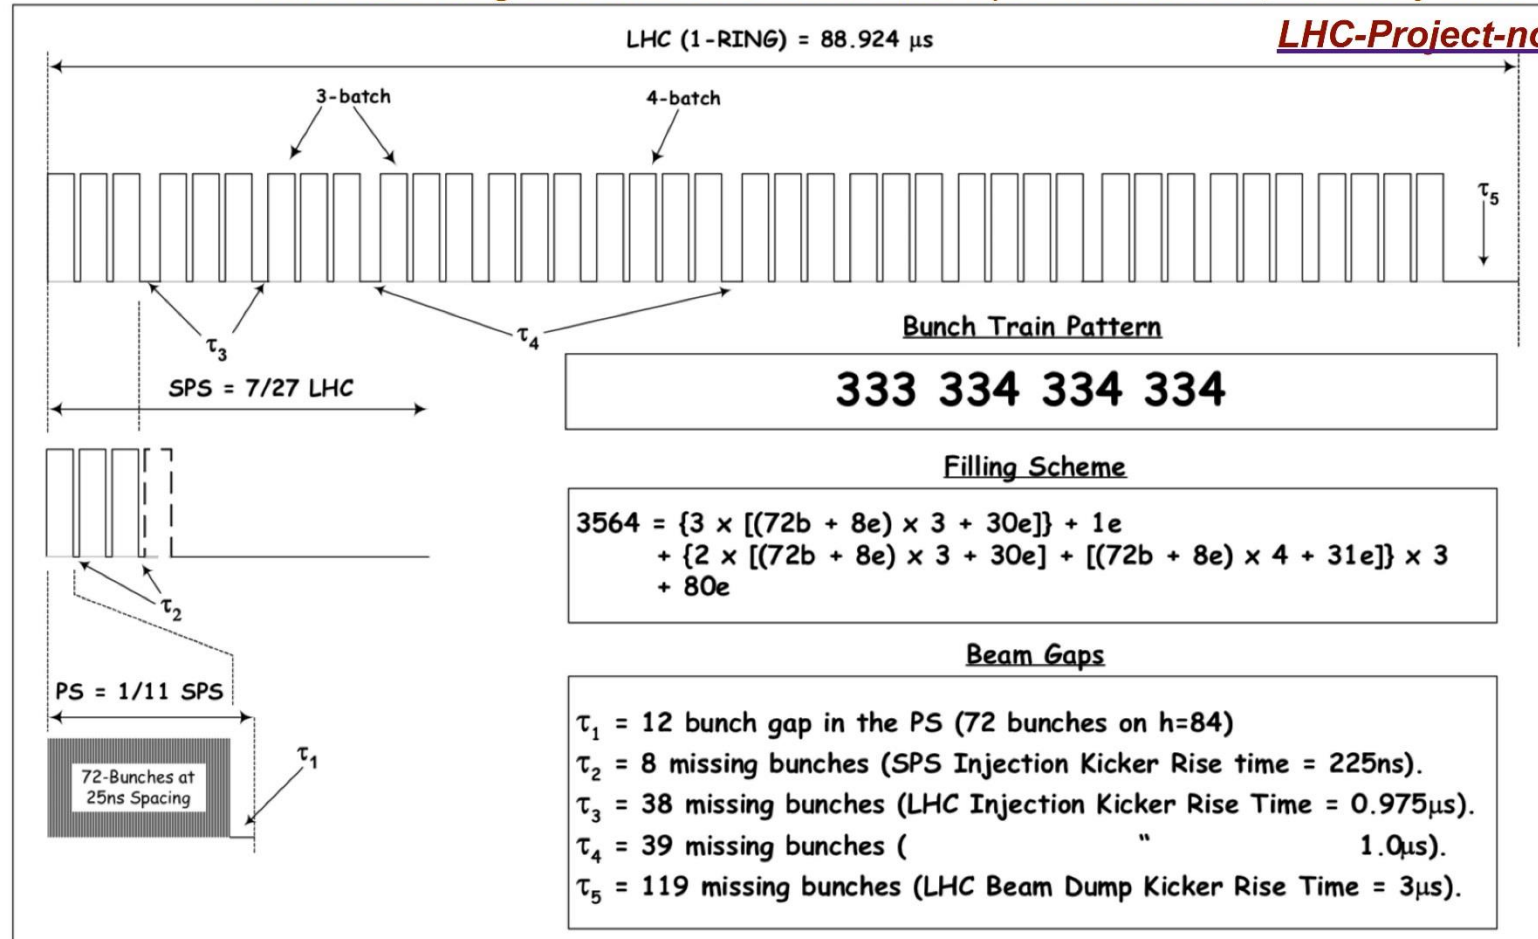 LHC (1-RING) = 88.924 µs
LHC-Project-no
3-batch
4-batch
τ5
τ3
τ4
SPS = 7/27 LHC
Bunch Train Pattern
333 334 334 334
Filling Scheme
3564 = {3 x [(72b + 8e) x 3 + 30e]} + 1e
+ {2 x [(72b + 8e) x 3 + 30e] + [(72b + 8e) x 4 + 31e]} x 3
+ 80e
τ2
PS = 1/11 SPS
72-Bunches at
25ns Spacing
τ1
Beam Gaps
τ1 = 12 bunch gap in the PS (72 bunches on h=84)
τ2 = 8 missing bunches (SPS Injection Kicker Rise time = 225ns).
τ3 = 38 missing bunches (LHC Injection Kicker Rise Time = 0.975µs).
τ4 = 39 missing bunches ( " 1.0µs).
τ5 = 119 missing bunches (LHC Beam Dump Kicker Rise Time = 3µs).